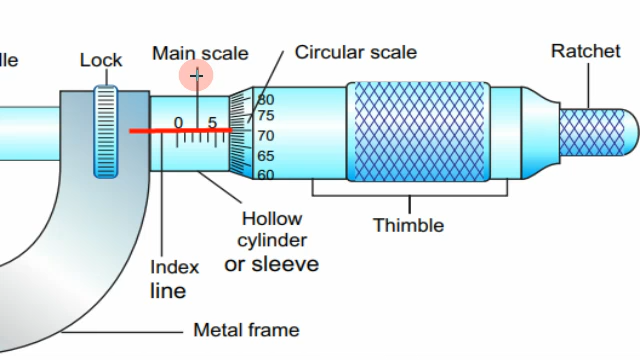 lle
Lock
Main scale
Circular scale
Ratchet
0 5
80
75
70
65
60
Thimble
Hollow
cylinder
or sleeve
Index
line
Metal frame